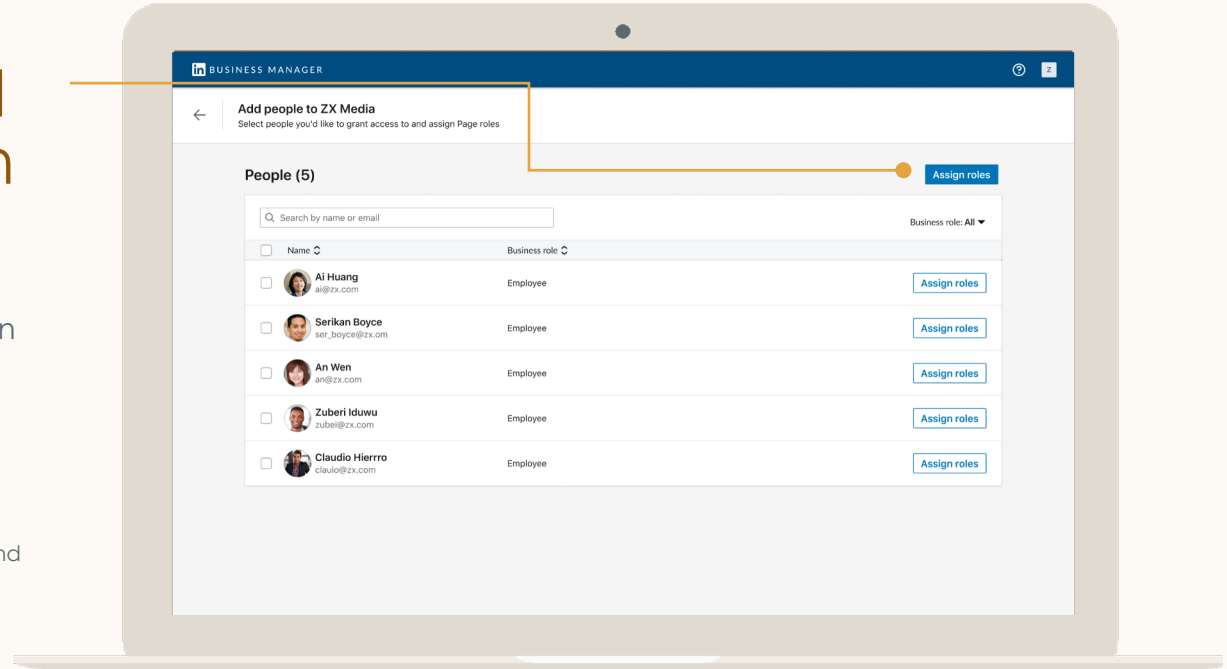 in BUSINESS MANAGER
Z
Add people to ZX Media
Select people you'd like to grant access to and assign Page roles
People (5)
Assign roles
Search by name or email
Business role: All
Name
Business role
Ai Huang
ai@zx.com
Employee
Assign roles
Serikan Boyce
ser_boyce@zx.om
Employee
Assign roles
An Wen
an@zx.com
Employee
Assign roles
Zuberi Iduwu
zubei@zx.com
Employee
Assign roles
Claudio Hierrro
clauio@zx.com
Employee
Assign roles